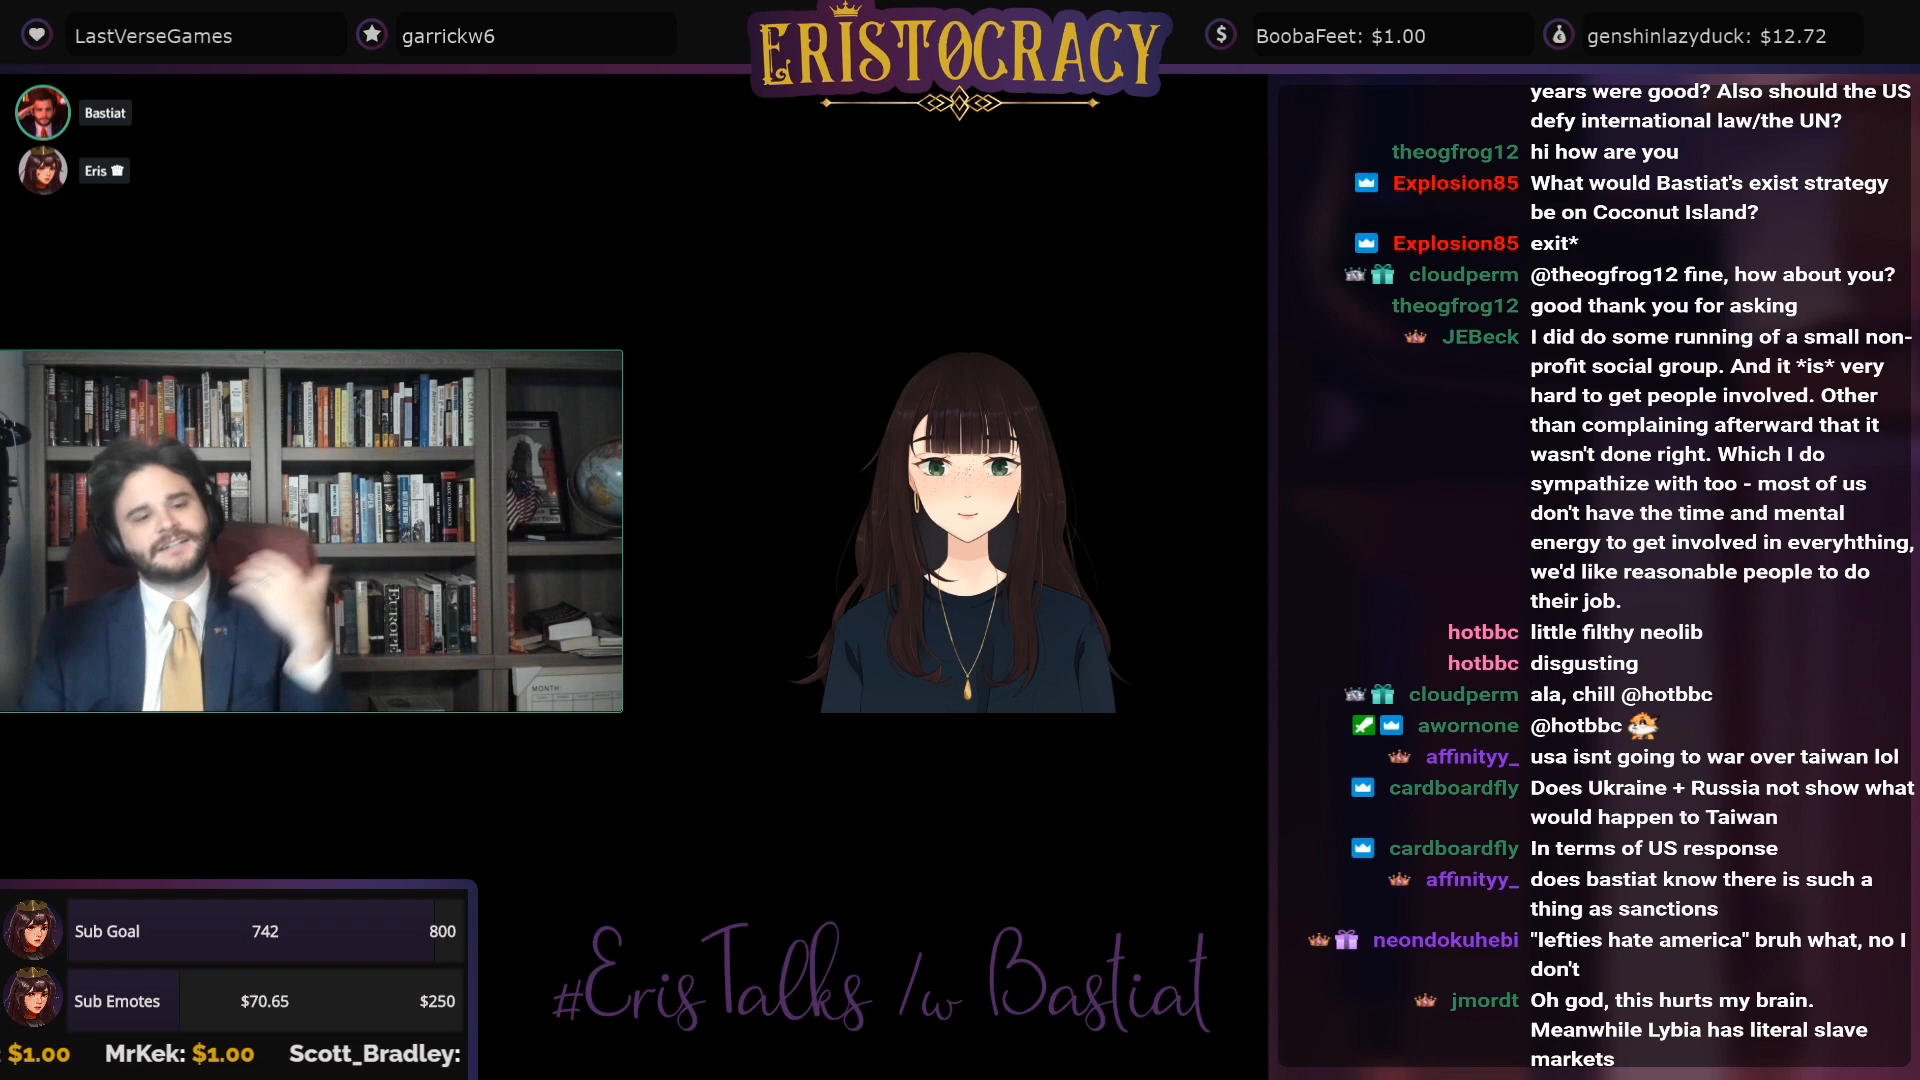 LastVerseGames
garrickw6
ERISTOCRACY
BoobaFeet: $1.00
genshinlazyduck: $12.72
Bastiat
Eris
EUROPE
MONTH:
Sub Goal 742 800
Sub Emotes $70.65 $250
: $1.00 MrKek: $1.00 Scott_Bradley:
#ErisTalks /w Bastiat
years were good? Also should the US
defy international law/the UN?
theogfrog12 hi how are you
Explosion85 What would Bastiat's exist strategy
be on Coconut Island?
Explosion85 exit*
cloudperm @theogfrog12 fine, how about you?
theogfrog12 good thank you for asking
JEBeck I did do some running of a small non-
profit social group. And it *is* very
hard to get people involved. Other
than complaining afterward that it
wasn't done right. Which I do
sympathize with too - most of us
don't have the time and mental
energy to get involved in everyhthing,
we'd like reasonable people to do
their job.
hotbbc little filthy neolib
hotbbc disgusting
cloudperm ala, chill @hotbbc
awornone @hotbbc
affinityy_ usa isnt going to war over taiwan lol
cardboardfly Does Ukraine + Russia not show what
would happen to Taiwan
cardboardfly In terms of US response
affinityy_ does bastiat know there is such a
thing as sanctions
neondokuhebi "lefties hate america" bruh what, no I
don't
jmordt Oh god, this hurts my brain.
Meanwhile Lybia has literal slave
markets